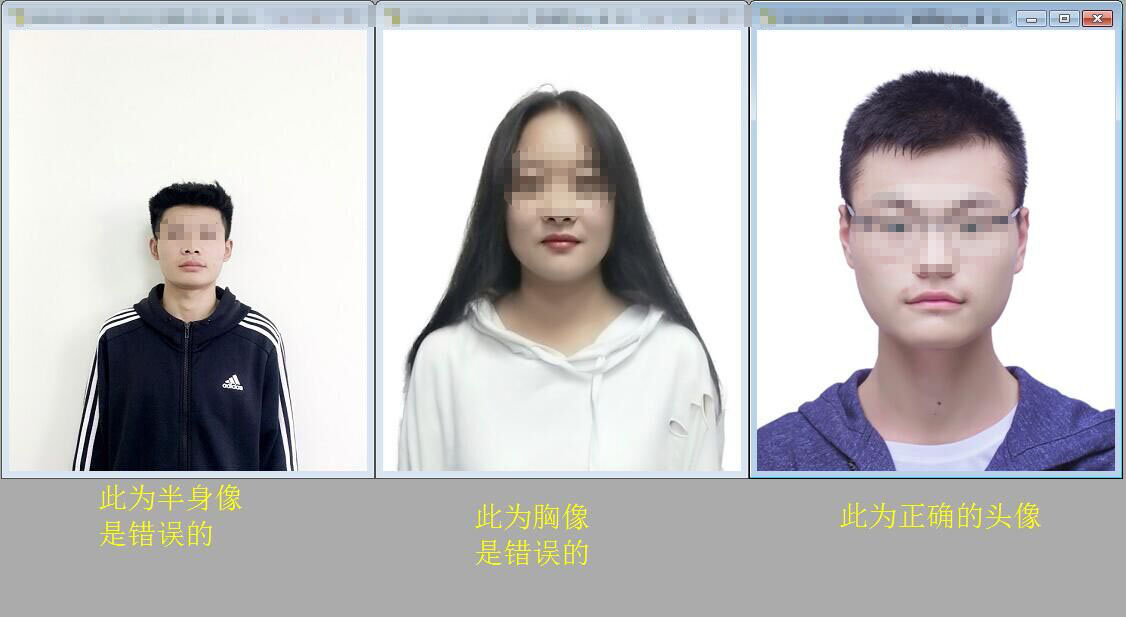 adidas
此为半身像
是错误的
此为胸像
是错误的
此为正确的头像